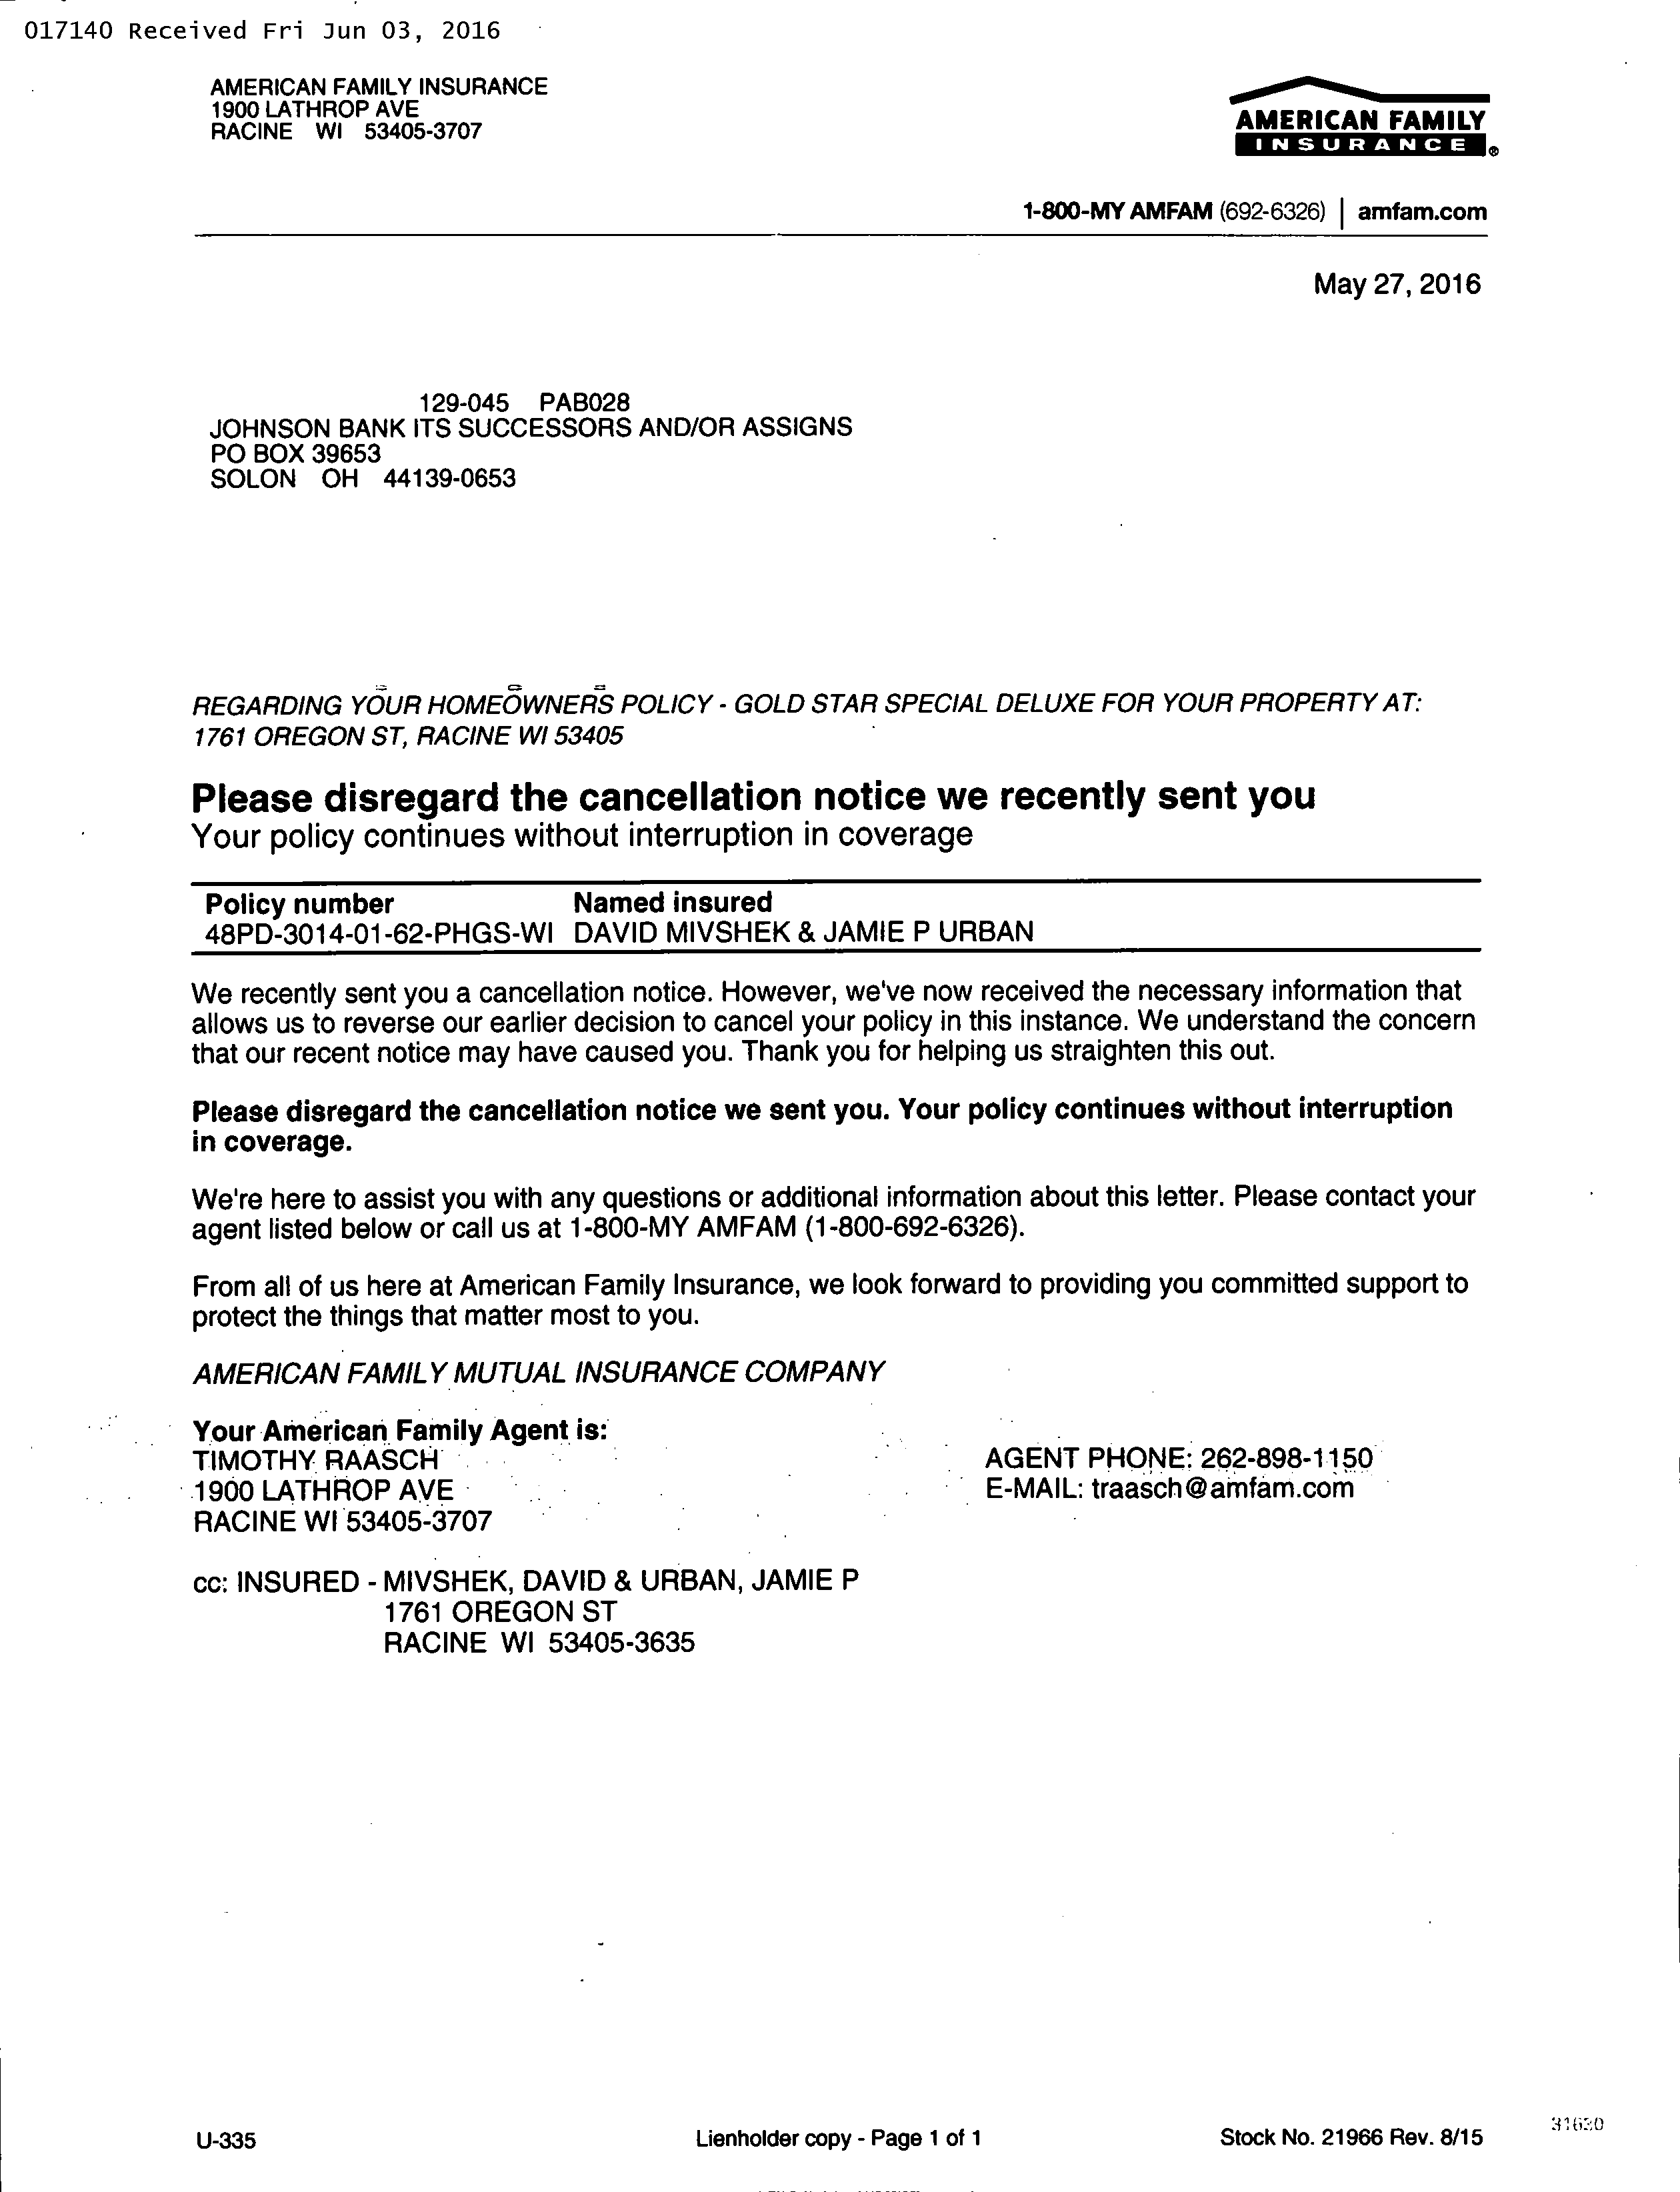 017140 Received Fri Jun 03, 2016
AMERICAN FAMILY INSURANCE
1900 LATHROP AVE
RACINE WI 53405-3707
AMERICAN FAMILY
INSURANCE ®
1-800-MY AMFAM (692-6326) | amfam.com
May 27, 2016
129-045 PAB028
JOHNSON BANK ITS SUCCESSORS AND/OR ASSIGNS
PO BOX 39653
SOLON OH 44139-0653
REGARDING YOUR HOMEOWNERS POLICY - GOLD STAR SPECIAL DELUXE FOR YOUR PROPERTY AT:
1761 OREGON ST, RACINE WI 53405
Please disregard the cancellation notice we recently sent you
Your policy continues without interruption in coverage
Policy number Named insured
48PD-3014-01-62-PHGS-WI DAVID MIVSHEK & JAMIE P URBAN
We recently sent you a cancellation notice. However, we've now received the necessary information that
allows us to reverse our earlier decision to cancel your policy in this instance. We understand the concern
that our recent notice may have caused you. Thank you for helping us straighten this out.
Please disregard the cancellation notice we sent you. Your policy continues without interruption
in coverage.
We're here to assist you with any questions or additional information about this letter. Please contact your
agent listed below or call us at 1-800-MY AMFAM (1-800-692-6326).
From all of us here at American Family Insurance, we look forward to providing you committed support to
protect the things that matter most to you.
AMERICAN FAMILY MUTUAL INSURANCE COMPANY
Your American Family Agent is:
TIMOTHY RAASCH
1900 LATHROP AVE
RACINE WI 53405-3707
AGENT PHONE: 262-898-1150
E-MAIL: traasch@amfam.com
cc: INSURED - MIVSHEK, DAVID & URBAN, JAMIE P
1761 OREGON ST
RACINE WI 53405-3635
U-335
Lienholder copy - Page 1 of 1
Stock No. 21966 Rev. 8/15